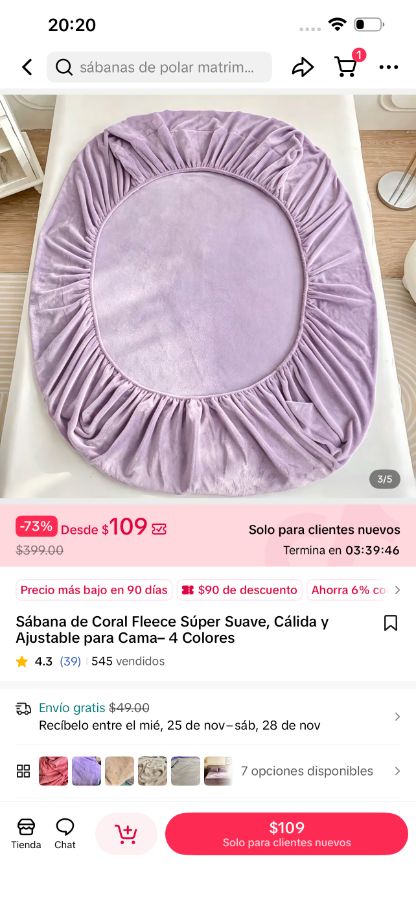 20:20
sábanas de polar matrim...
1
3/5
-73% Desde $109
$399.00
Solo para clientes nuevos
Termina en 03:39:46
Precio más bajo en 90 días
$90 de descuento
Ahorra 6% co
Sábana de Coral Fleece Súper Suave, Cálida y
Ajustable para Cama– 4 Colores
4.3 (39) 545 vendidos
Envío gratis $49.00
Recíbelo entre el mié, 25 de nov–sáb, 28 de nov
7 opciones disponibles
Tienda
Chat
$109
Solo para clientes nuevos